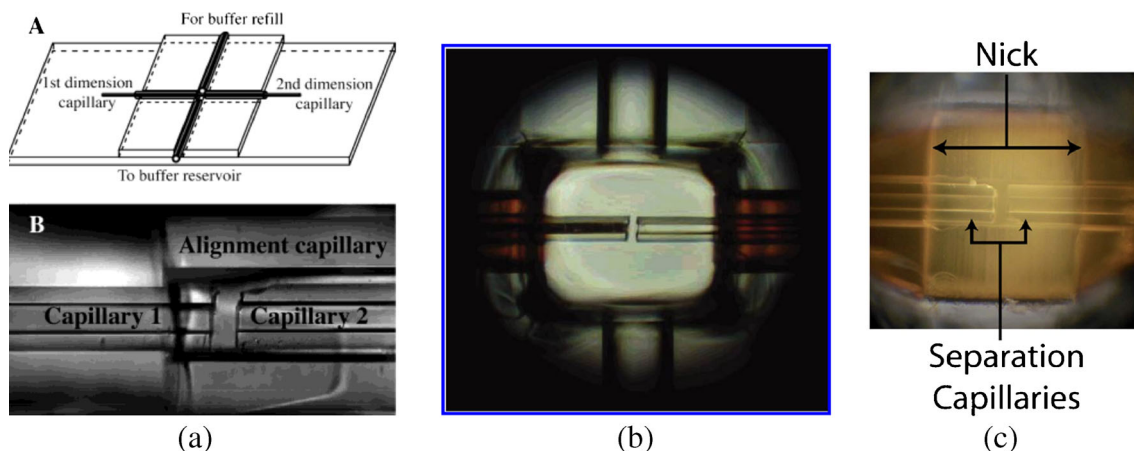 A
For buffer refill
1st dimension
capillary
2nd dimension
capillary
To buffer reservoir
B
Alignment capillary
Capillary 1
Capillary 2
(a)
(b)
Nick
Separation
Capillaries
(c)